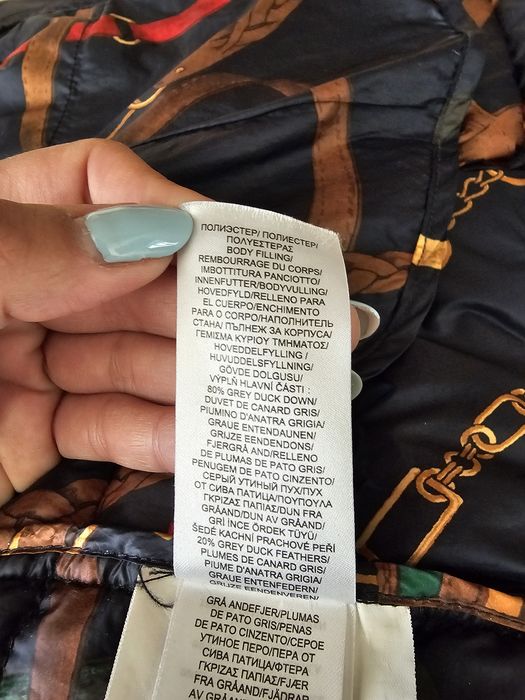 ПОЛИЭСТЕР/ ПОЛИЕСТЕР/
ΠΟΛΥΕΣΤΕΡΑΣ
BODY FILLING/
REMBOURRAGE DU CORPS/
IMBOTTITURA PANCIOTTO/
INNENFUTTER/BODYVULLING/
HOVEDFYLD/RELLENO PARA
EL CUERPO/ENCHIMENTO
PARA O CORPO/НАПОЛНИТЕЛЬ
СТАНА/ ПЪЛНЕЖ ЗА КОРПУСА/
ΓΕΜΙΣΜΑ ΚΥΡΙΟΥ ΤΜΗΜΑΤΟΣ/
HOVEDDELFYLLING /
HUVUDDELSFYLLNING/
GÖVDE DOLGUSU/
VÝPLŇ HLAVNÍ ČÁSTI :
80% GREY DUCK DOWN/
DUVET DE CANARD GRIS/
PIUMINO D'ANATRA GRIGIA/
GRAUE ENTENDAUNEN/
GRIJZE EENDENDONS/
FJERGRÅ AND/RELLENO
DE PLUMAS DE PATO GRIS/
PENUGEM DE PATO CINZENTO/
СЕРЫЙ УТИНЫЙ ПУХ/ПУХ
ОТ СИВА ПАТИЦА/ΠΟΥΠΟΥΛΑ
ΓΚΡΙΖΑΣ ΠΑΠΙΑΣ/DUN FRA
GRÅAND/DUN AV GRÅAND/
GRİ İNCE ÖRDEK TÜYÜ/
ŠEDÉ KACHNÍ PRACHOVÉ PEŘÍ
20% GREY DUCK FEATHERS/
PLUMES DE CANARD GRIS/
PIUME D'ANATRA GRIGIA/
GRAUE ENTENFEDERN/
GRIJZE EENDENVEREN/
GRÅ ANDEFJER/PLUMAS
DE PATO GRIS/PENAS
DE PATO CINZENTO/СЕРОЕ
УТИНОЕ ПЕРО/ПЕРА ОТ
СИВА ПАТИЦА/ΦΤΕΡΑ
ΓΚΡΙΖΑΣ ΠΑΠΙΑΣ/FJÆR
FRA GRÅAND/FJÄDRAR
AV GRÅAND/